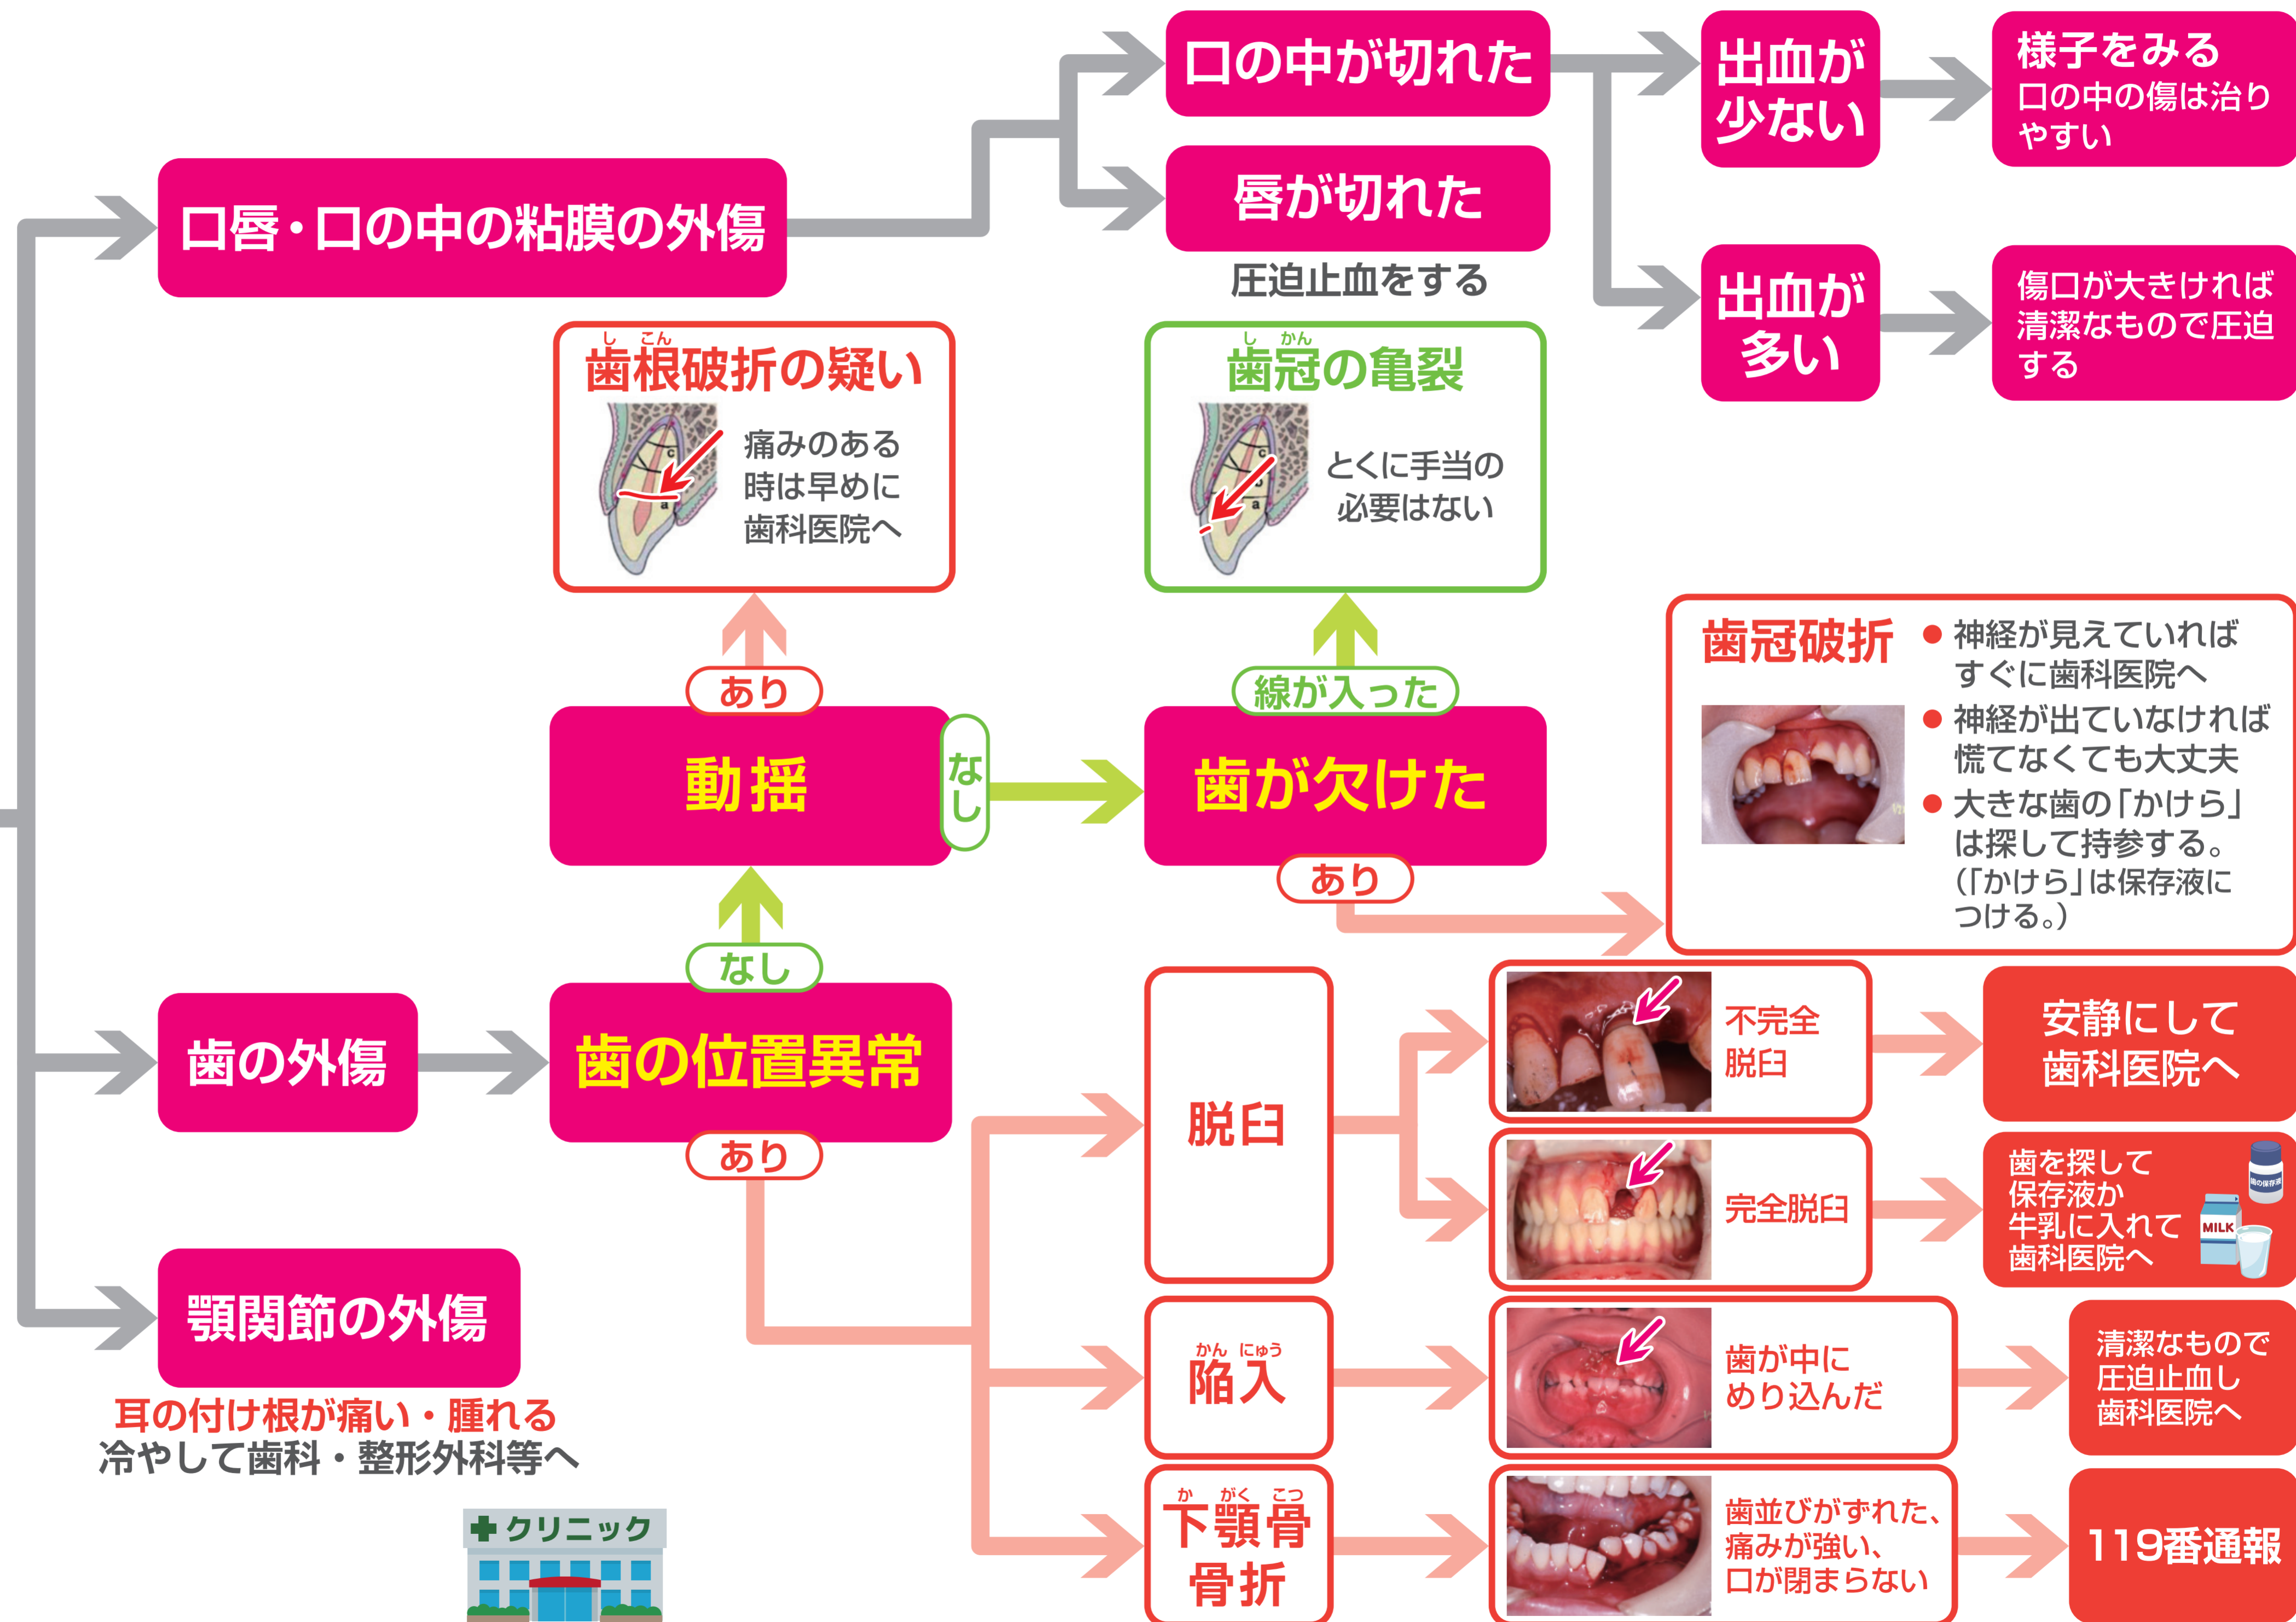 口唇・口の中の粘膜の外傷
口の中が切れた
出血が
少ない
様子をみる
口の中の傷は治り
やすい
唇が切れた
圧迫止血をする
出血が
多い
傷口が大きければ
清潔なもので圧迫
する
し こん
歯根破折の疑い
痛みのある
時は早めに
歯科医院へ
c
a
し かん
歯冠の亀裂
とくに手当の
必要はない
c
b
a
あり
動揺
なし
線が入った
歯が欠けた
あり
歯冠破折
● 神経が見えていれば
すぐに歯科医院へ
● 神経が出ていなければ
慌てなくても大丈夫
● 大きな歯の「かけら」
は探して持参する。
(「かけら」は保存液に
つける。)
歯の外傷
なし
歯の位置異常
あり
脱臼
不完全
脱臼
安静にして
歯科医院へ
完全脱臼
歯を探して
保存液か
牛乳に入れて
歯科医院へ
歯の保存液
MILK
かん にゅう
陥入
歯が中に
めり込んだ
清潔なもので
圧迫止血し
歯科医院へ
か がく こつ
下顎骨
骨折
歯並びがずれた、
痛みが強い、
口が閉まらない
119番通報
顎関節の外傷
耳の付け根が痛い・腫れる
冷やして歯科・整形外科等へ
クリニック